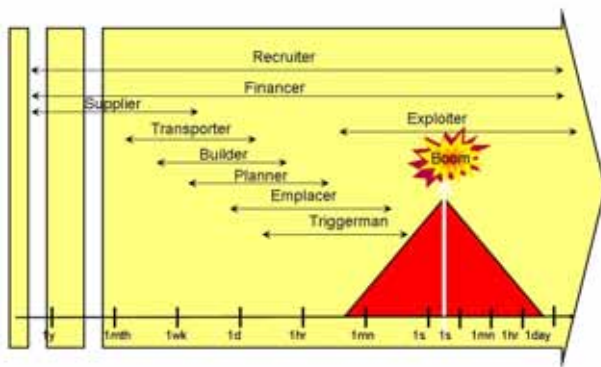 Recruiter
Financer
Supplier
Exploiter
Transporter
Boom
Builder
Planner
Emplacer
Triggerman
1y 1mth 1wk 1d 1hr 1mn 1s 1s 1mn 1hr 1day